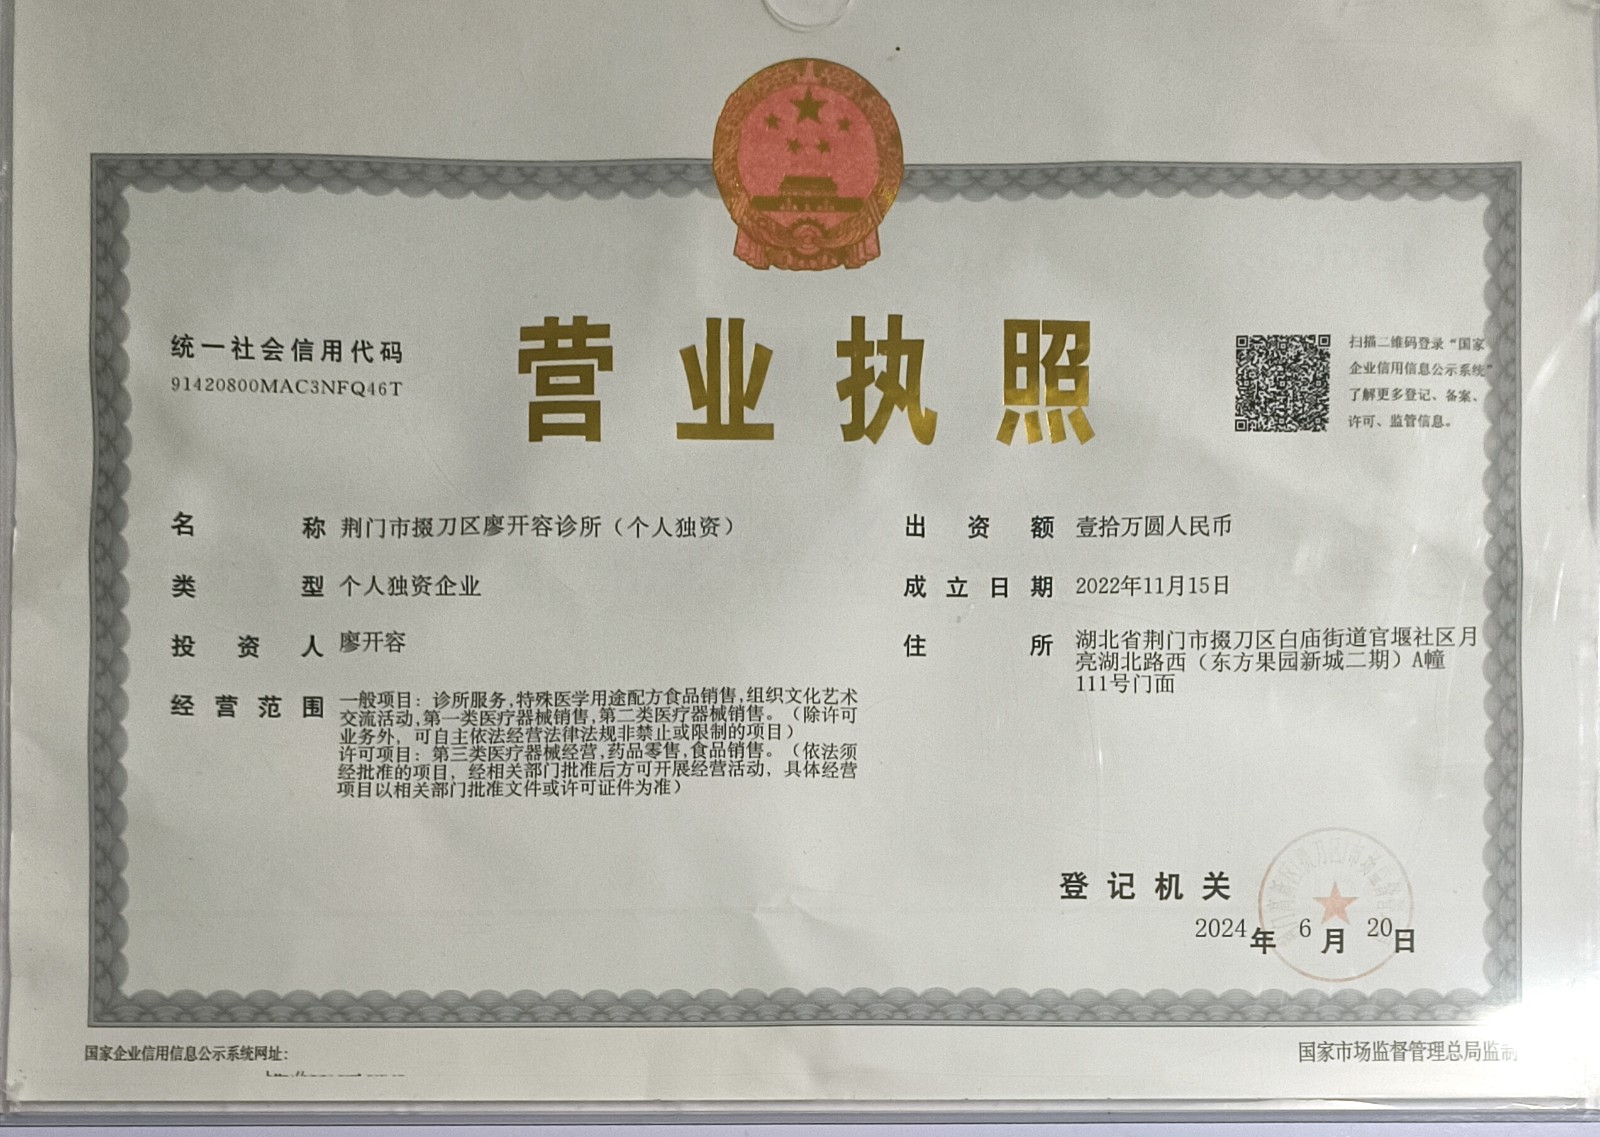 营业执照
统一社会信用代码
91420800MAC3NFQ46T
扫描二维码登录“国家
企业信用信息公示系统”
了解更多登记、备案、
许可、监管信息。
名称 荆门市掇刀区廖开容诊所（个人独资）
类型 个人独资企业
投资人 廖开容
经营范围 一般项目：诊所服务,特殊医学用途配方食品销售,组织文化艺术
交流活动,第一类医疗器械销售,第二类医疗器械销售。（除许可
业务外，可自主依法经营法律法规非禁止或限制的项目）
许可项目：第三类医疗器械经营,药品零售,食品销售。（依法须
经批准的项目，经相关部门批准后方可开展经营活动，具体经营
项目以相关部门批准文件或许可证件为准）
出资额 壹拾万圆人民币
成立日期 2022年11月15日
住所 湖北省荆门市掇刀区白庙街道官堰社区月
亮湖北路西（东方果园新城二期）A幢
111号门面
登记机关
2024年6月20日
国家企业信用信息公示系统网址：
国家市场监督管理总局监制